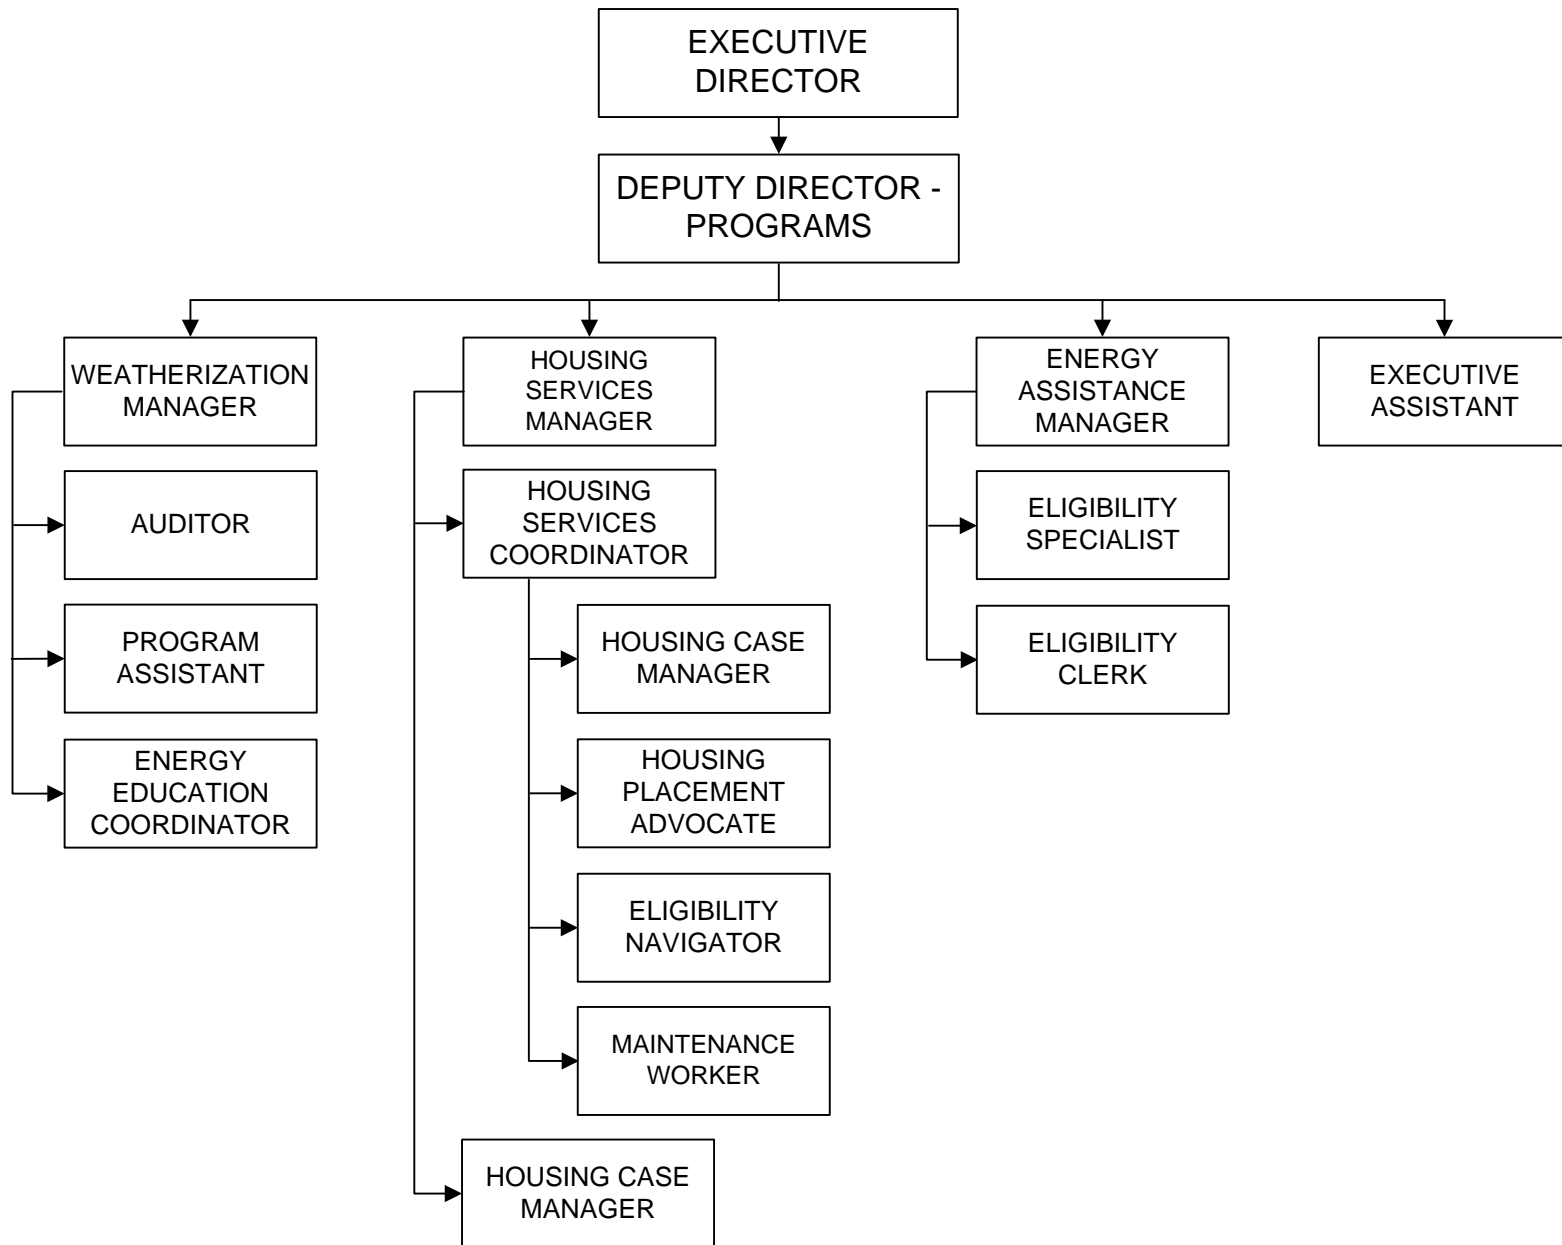 EXECUTIVE
DIRECTOR
DEPUTY DIRECTOR -
PROGRAMS
WEATHERIZATION
MANAGER
AUDITOR
PROGRAM
ASSISTANT
ENERGY
EDUCATION
COORDINATOR
HOUSING
SERVICES
MANAGER
HOUSING
SERVICES
COORDINATOR
HOUSING CASE
MANAGER
HOUSING
PLACEMENT
ADVOCATE
ELIGIBILITY
NAVIGATOR
MAINTENANCE
WORKER
HOUSING CASE
MANAGER
ENERGY
ASSISTANCE
MANAGER
ELIGIBILITY
SPECIALIST
ELIGIBILITY
CLERK
EXECUTIVE
ASSISTANT